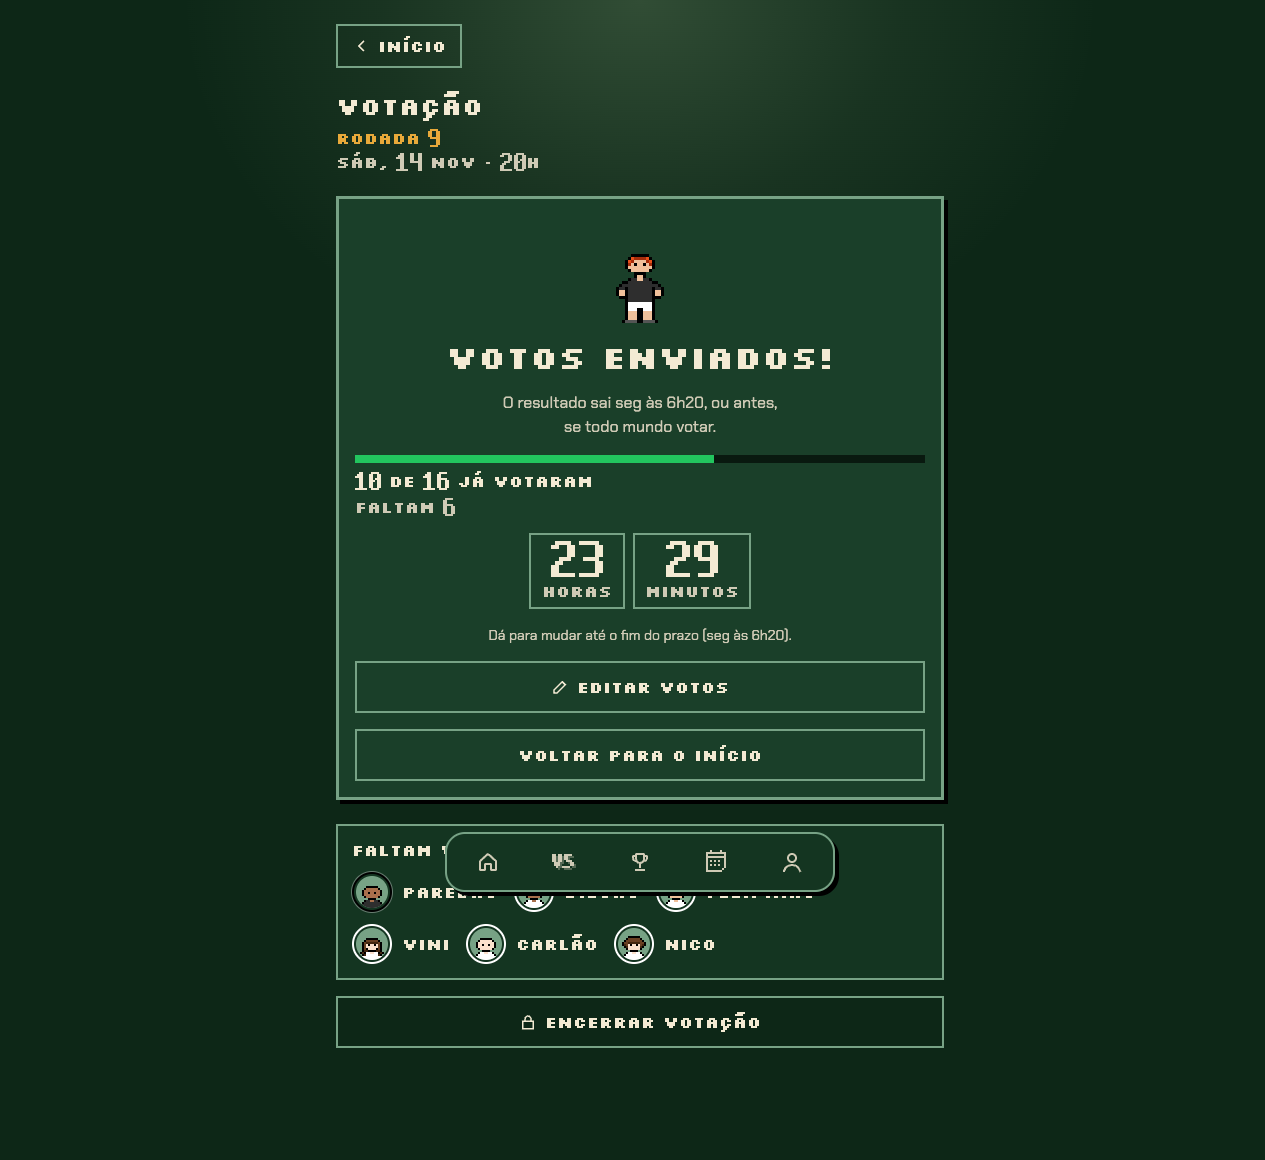 INÍCIO
VOTAÇÃO
RODADA 9
SÁB, 14 NOV · 20H
VOTOS ENVIADOS!
O resultado sai seg às 6h20, ou antes,
se todo mundo votar.
10 DE 16 JÁ VOTARAM
FALTAM 6
23 HORAS
29 MINUTOS
Dá para mudar até o fim do prazo (seg às 6h20).
EDITAR VOTOS
VOLTAR PARA O INÍCIO
FALTAM
VS
VINI CARLÃO NICO
ENCERRAR VOTAÇÃO